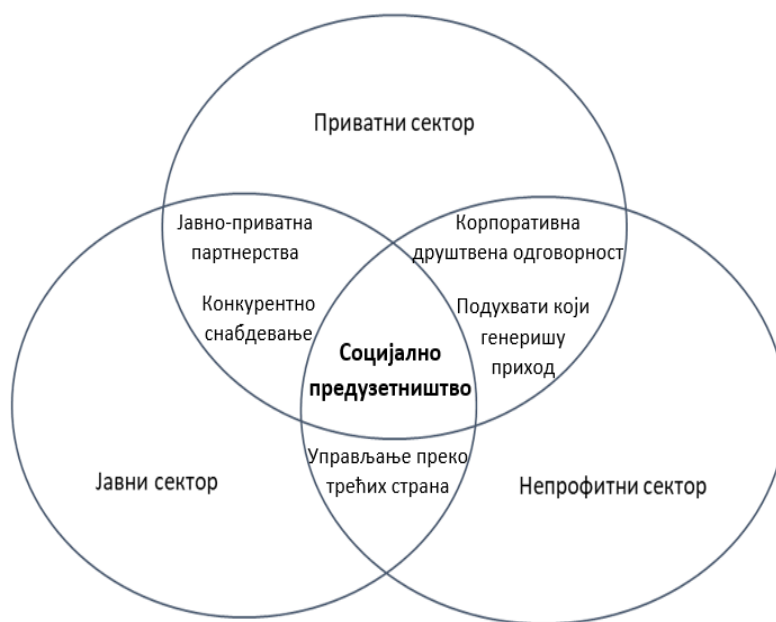 Приватни сектор
Јавно-приватна
партнерства
Конкурентно
снабдевање
Корпоративна
друштвена одговорност
Подухвати који
генеришу
приход
Социјално
предузетништво
Управљање преко
трећих страна
Јавни сектор
Непрофитни сектор